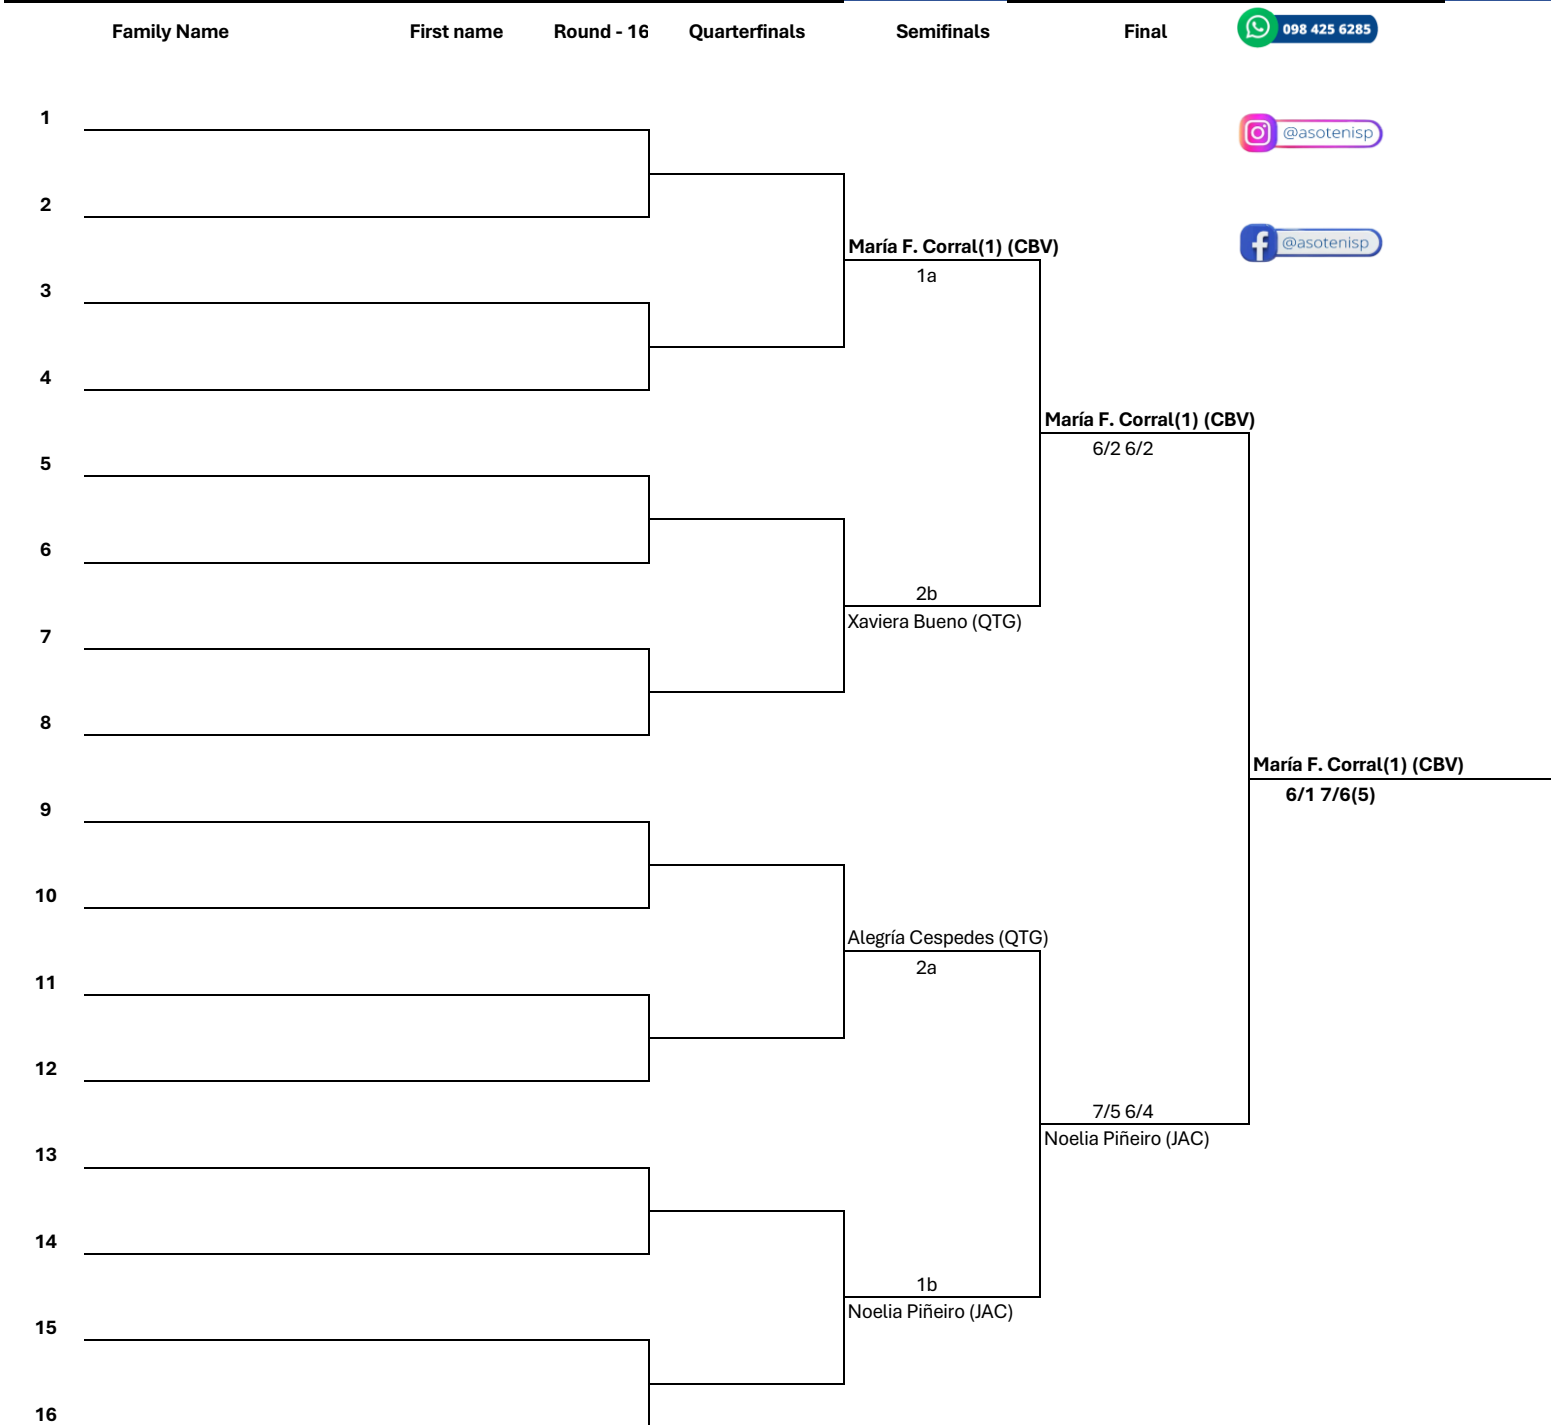 Family Name First name Round - 16 Quarterfinals Semifinals Final 098 425 6285
1
@asotenisp
2
María F. Corral(1) (CBV)
@asotenisp
1a
3
4
María F. Corral(1) (CBV)
6/2 6/2
5
6
2b
Xaviera Bueno (QTG)
7
8
María F. Corral(1) (CBV)
6/1 7/6(5)
9
10
Alegría Cespedes (QTG)
2a
11
12
7/5 6/4
Noelia Piñeiro (JAC)
13
14
1b
Noelia Piñeiro (JAC)
15
16